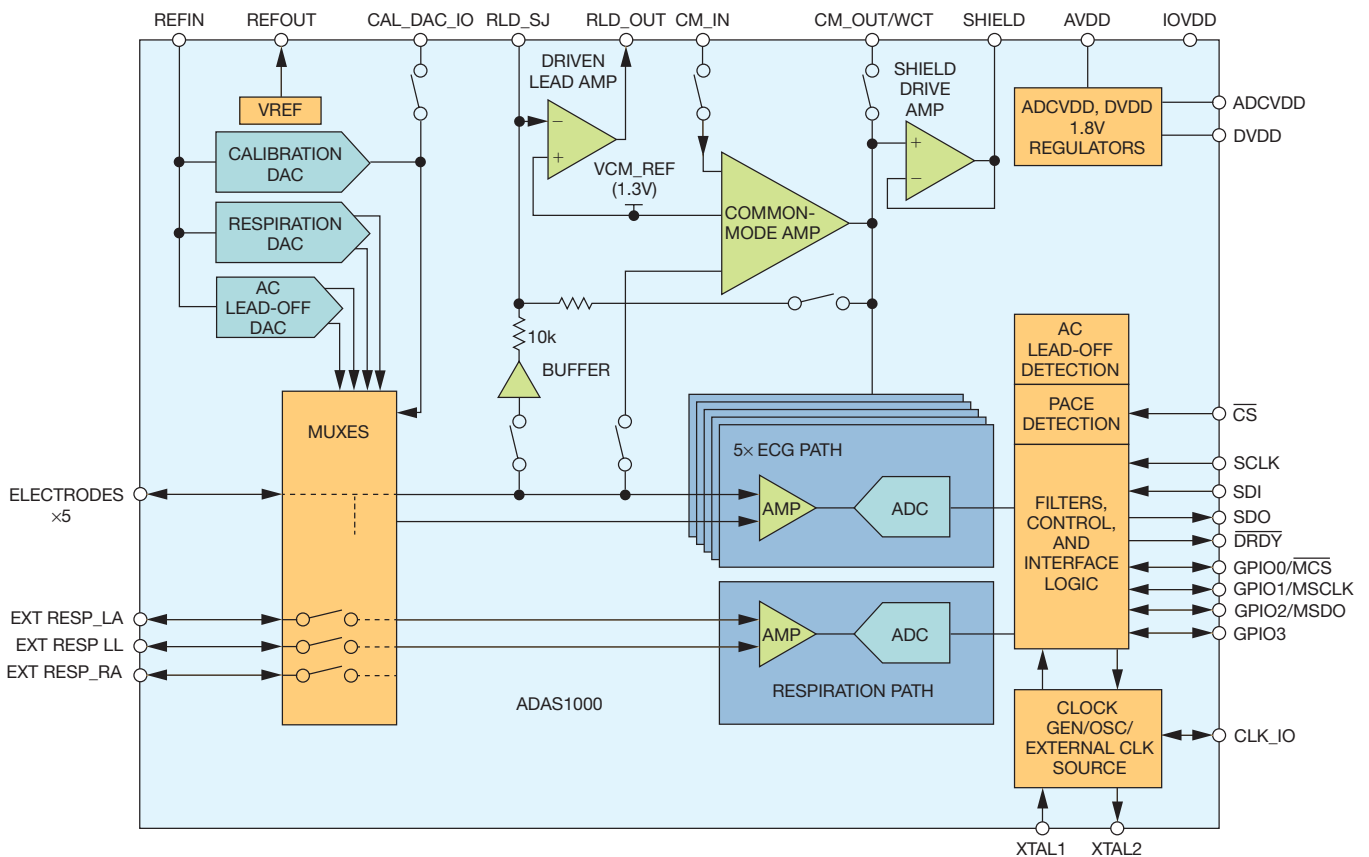 REFIN
REFOUT
CAL_DAC_IO
RLD_SJ
RLD_OUT
CM_IN
CM_OUT/WCT
SHIELD
AVDD
IOVDD
DRIVEN
LEAD AMP
SHIELD
DRIVE
AMP
VREF
ADCVDD, DVDD
1.8V
REGULATORS
ADCVDD
DVDD
CALIBRATION
DAC
VCM_REF
(1.3V)
COMMON-
MODE AMP
RESPIRATION
DAC
AC
LEAD-OFF
DAC
10k
BUFFER
AC
LEAD-OFF
DETECTION
PACE
DETECTION
MUXES
5× ECG PATH
AMP
ADC
FILTERS,
CONTROL,
AND
INTERFACE
LOGIC
CS
SCLK
SDI
SDO
DRDY
GPIO0/MCS
GPIO1/MSCLK
GPIO2/MSDO
GPIO3
ELECTRODES
×5
EXT RESP_LA
EXT RESP LL
EXT RESP_RA
AMP
ADC
RESPIRATION PATH
ADAS1000
CLOCK
GEN/OSC/
EXTERNAL CLK
SOURCE
CLK_IO
XTAL1
XTAL2
+
−
−
+